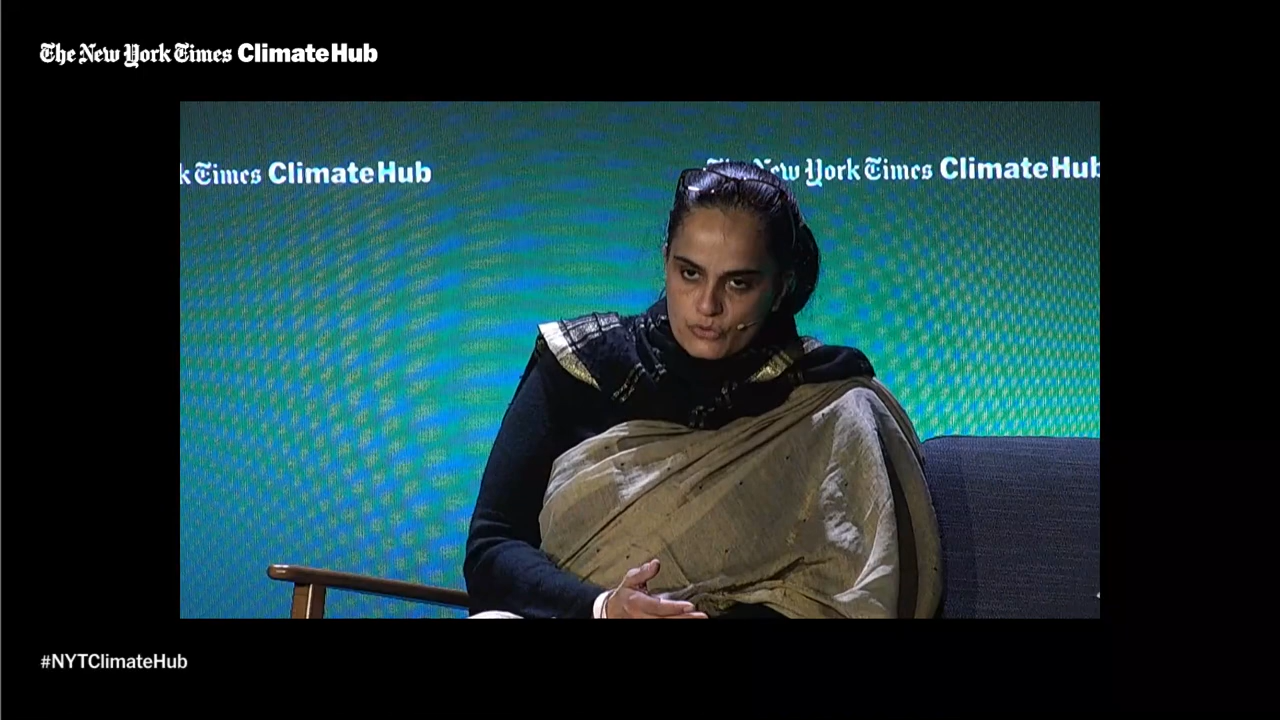 The New York Times Climate Hub
k Times Climate Hub
The New York Times Climate Hub
#NYTClimateHub